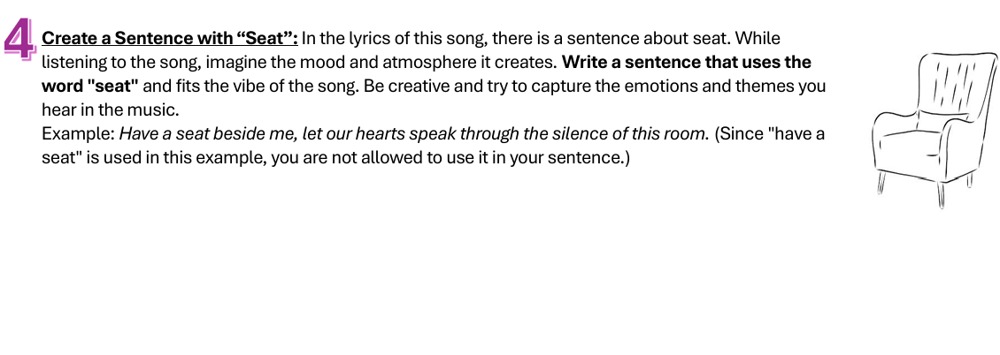 4
Create a Sentence with “Seat”: In the lyrics of this song, there is a sentence about seat. While
listening to the song, imagine the mood and atmosphere it creates. Write a sentence that uses the
word "seat" and fits the vibe of the song. Be creative and try to capture the emotions and themes you
hear in the music.
Example: Have a seat beside me, let our hearts speak through the silence of this room. (Since "have a
seat" is used in this example, you are not allowed to use it in your sentence.)